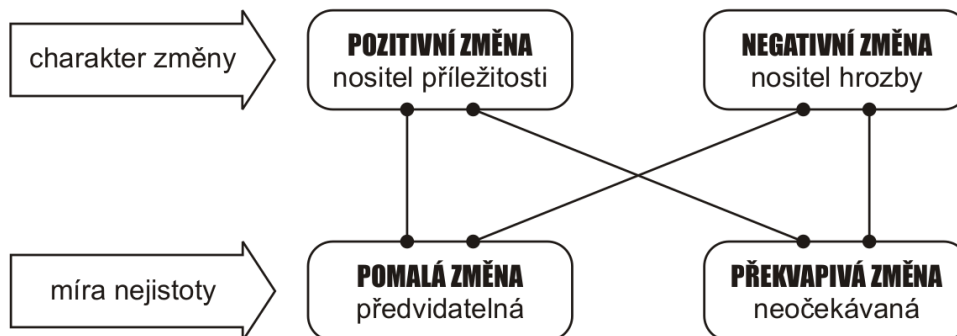 charakter změny
POZITIVNÍ ZMĚNA
nositel příležitosti
NEGATIVNÍ ZMĚNA
nositel hrozby
míra nejistoty
POMALÁ ZMĚNA
předvidatelná
PŘEKVAPIVÁ ZMĚNA
neočekávaná